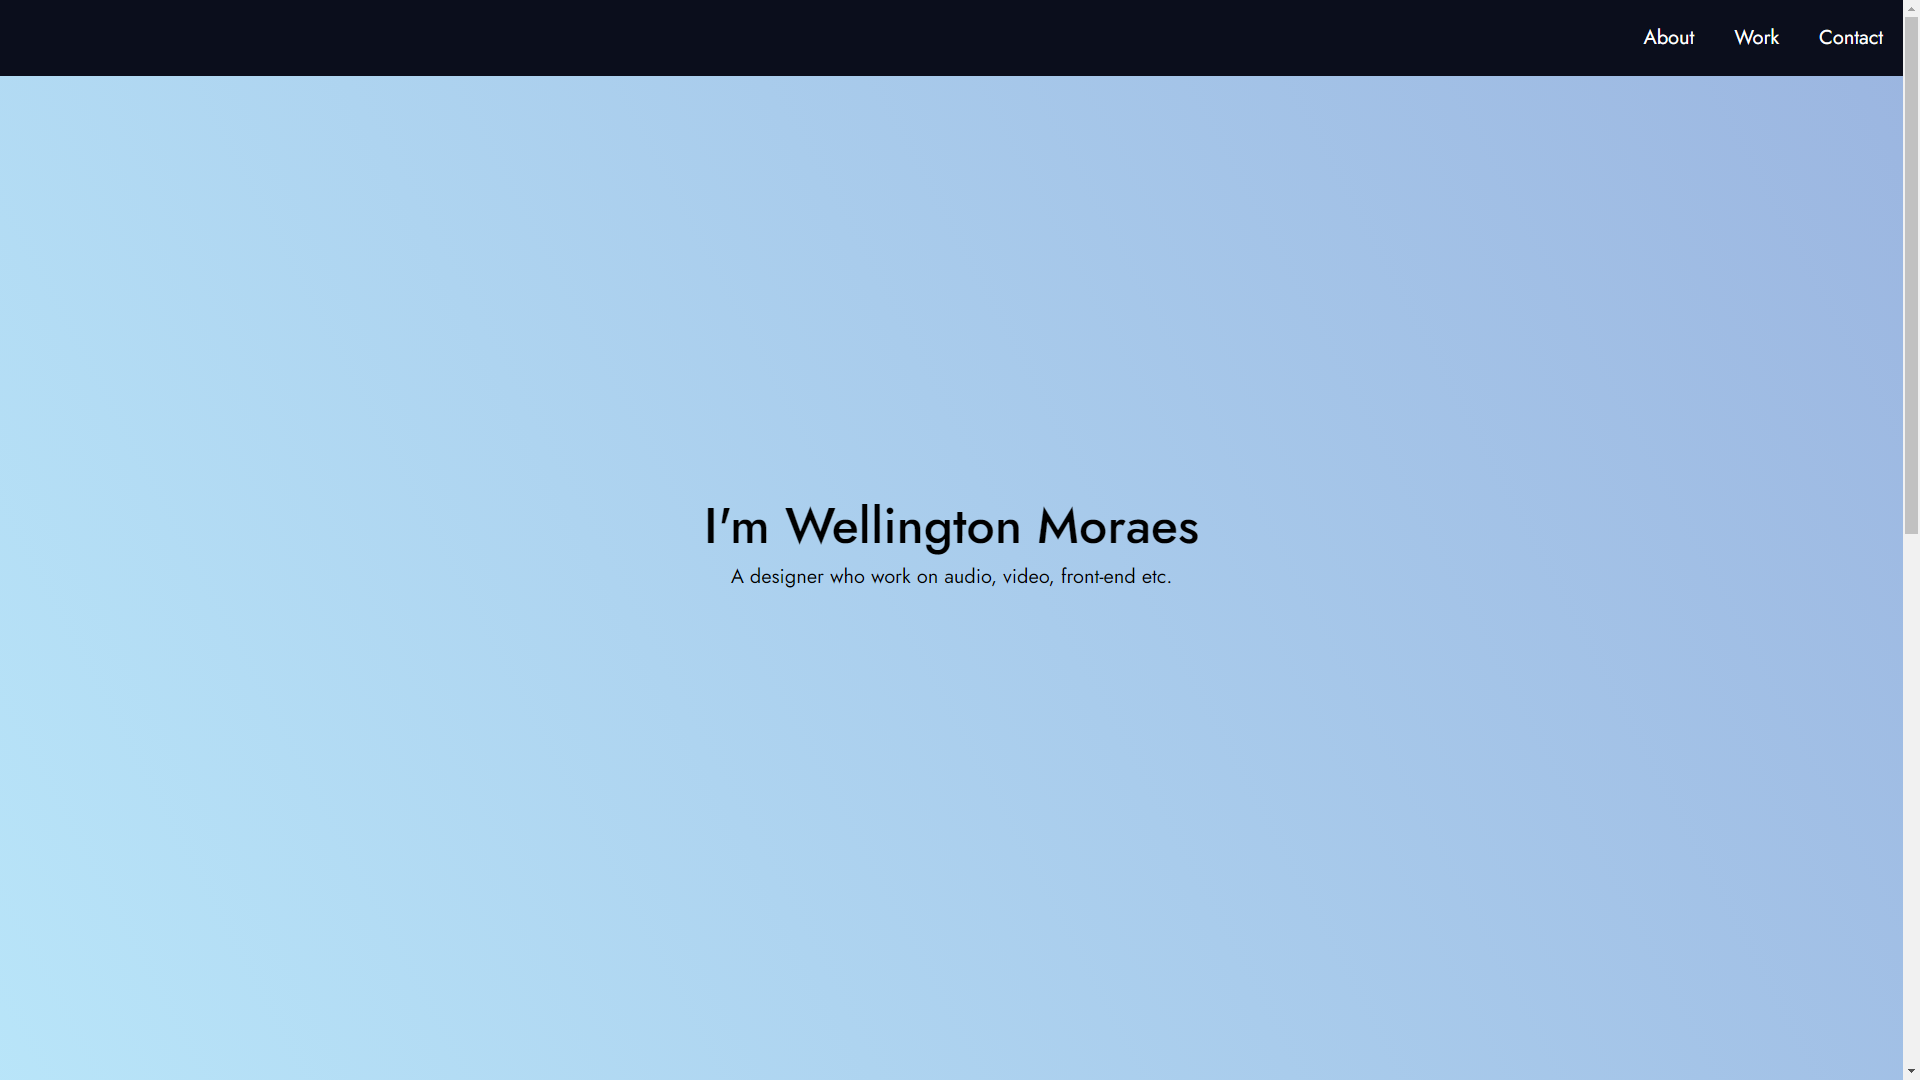 About Work Contact
I'm Wellington Moraes
A designer who work on audio, video, front-end etc.